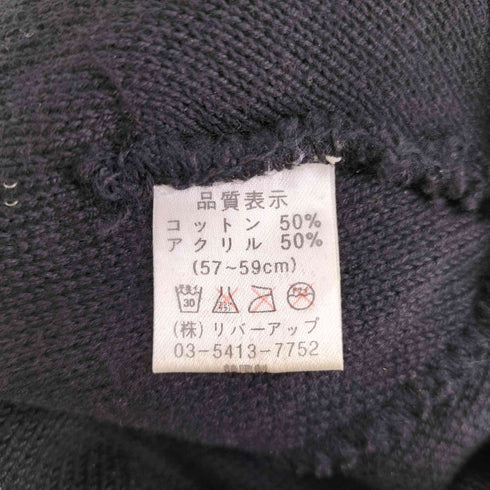 品質表示
コットン 50%
アクリル 50%
(57~59cm)
30
(株) リバーアップ
03-5413-7752